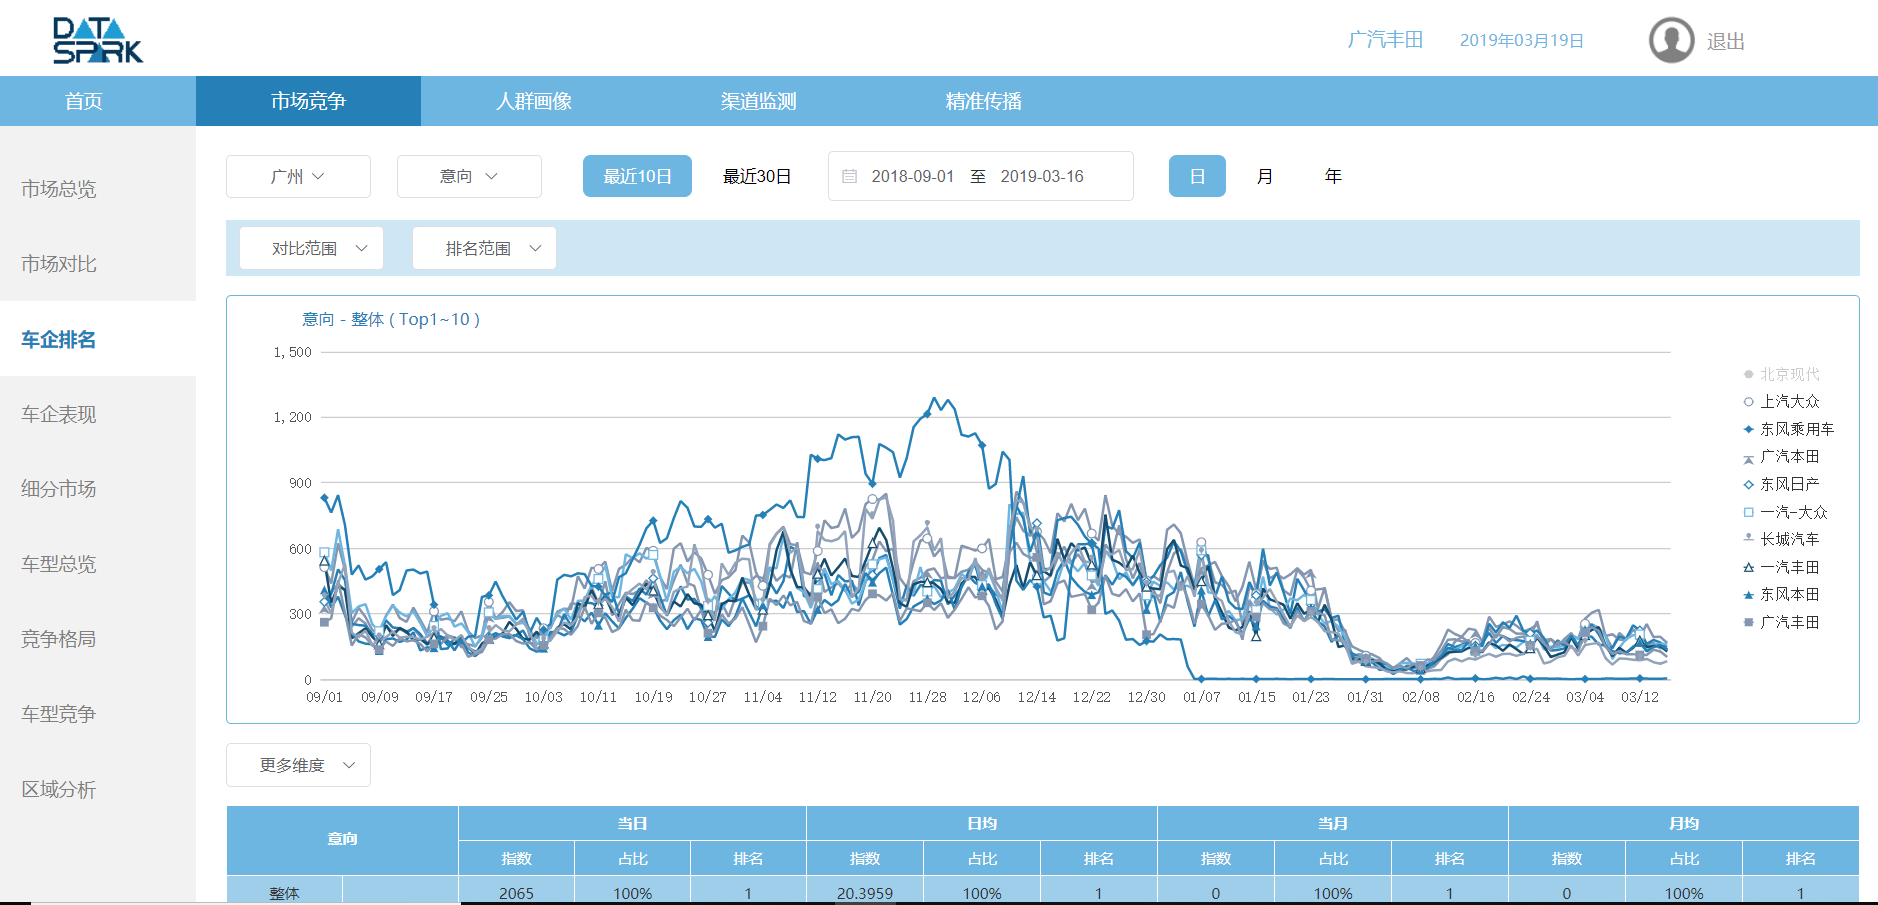 DATA
SPARK
广汽丰田 2019年03月19日 退出
首页 市场竞争 人群画像 渠道监测 精准传播
市场总览
市场对比
车企排名
车企表现
细分市场
车型总览
竞争格局
车型竞争
区域分析
广州 意向 最近10日 最近30日 2018-09-01 至 2019-03-16 日 月 年
对比范围 排名范围
意向 - 整体 ( Top1~10 )
1,500
1,200
900
600
300
0
09/01 09/09 09/17 09/25 10/03 10/11 10/19 10/27 11/04 11/12 11/20 11/28 12/06 12/14 12/22 12/30 01/07 01/15 01/23 01/31 02/08 02/16 02/24 03/04 03/12
北京现代
上汽大众
东风乘用车
广汽本田
东风日产
一汽-大众
长城汽车
一汽丰田
东风本田
广汽丰田
更多维度
意向 当日 日均 当月 月均
指数 占比 排名 指数 占比 排名 指数 占比 排名 指数 占比 排名
整体 2065 100% 1 20.3959 100% 1 0 100% 1 0 100% 1